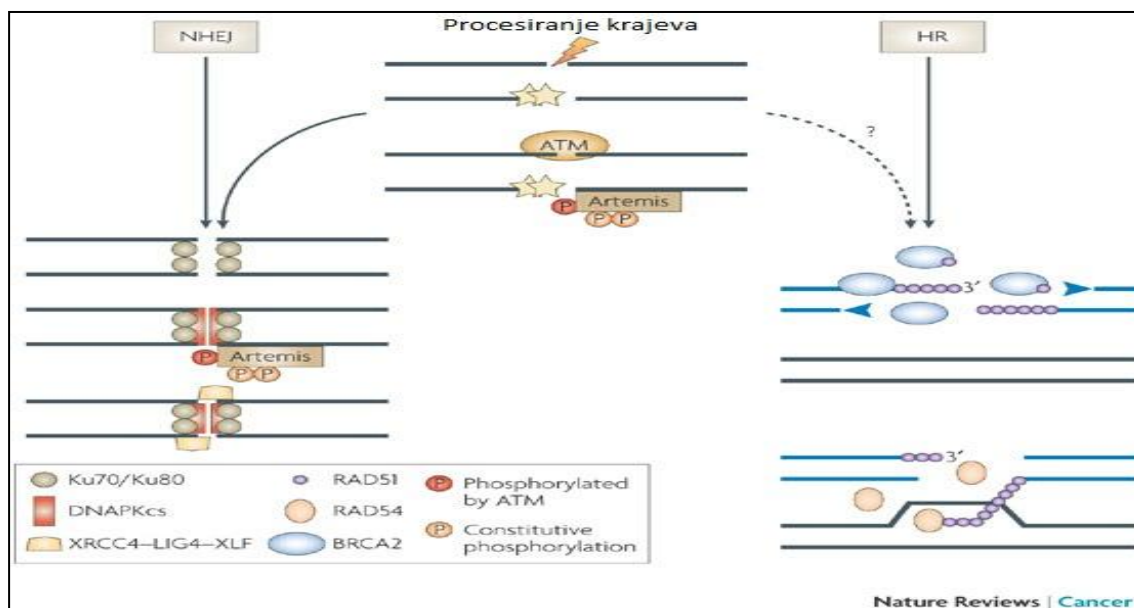 Procesiranje krajeva
NHEJ
HR
?
ATM
P
Artemis
P P
3'
P
Artemis
P P
3'
Ku70/Ku80
RAD51
P Phosphorylated
by ATM
DNAPKcs
RAD54
P Constitutive
phosphorylation
XRCC4–LIG4–XLF
BRCA2
Nature Reviews | Cancer